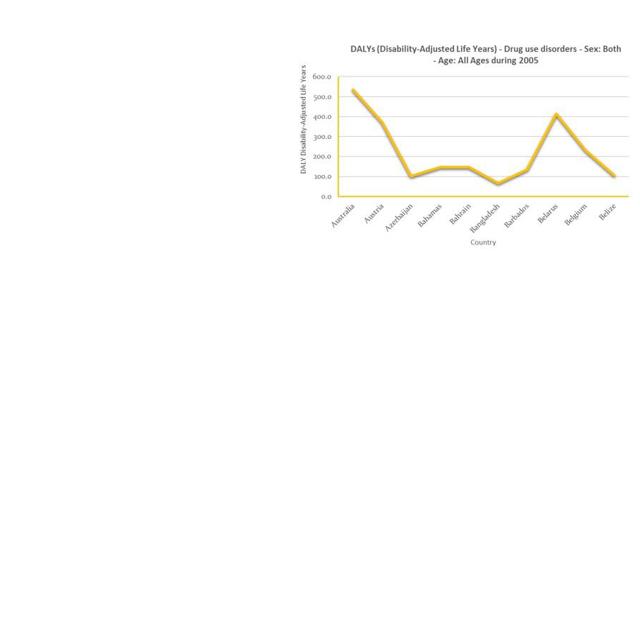 DALYs (Disability-Adjusted Life Years) - Drug use disorders - Sex: Both
- Age: All Ages during 2005
DALY Disability-Adjusted Life Years
600.0
500.0
400.0
300.0
200.0
100.0
0.0
Australia
Austria
Azerbaijan
Bahamas
Bahrain
Bangladesh
Barbados
Belarus
Belgium
Belize
Country